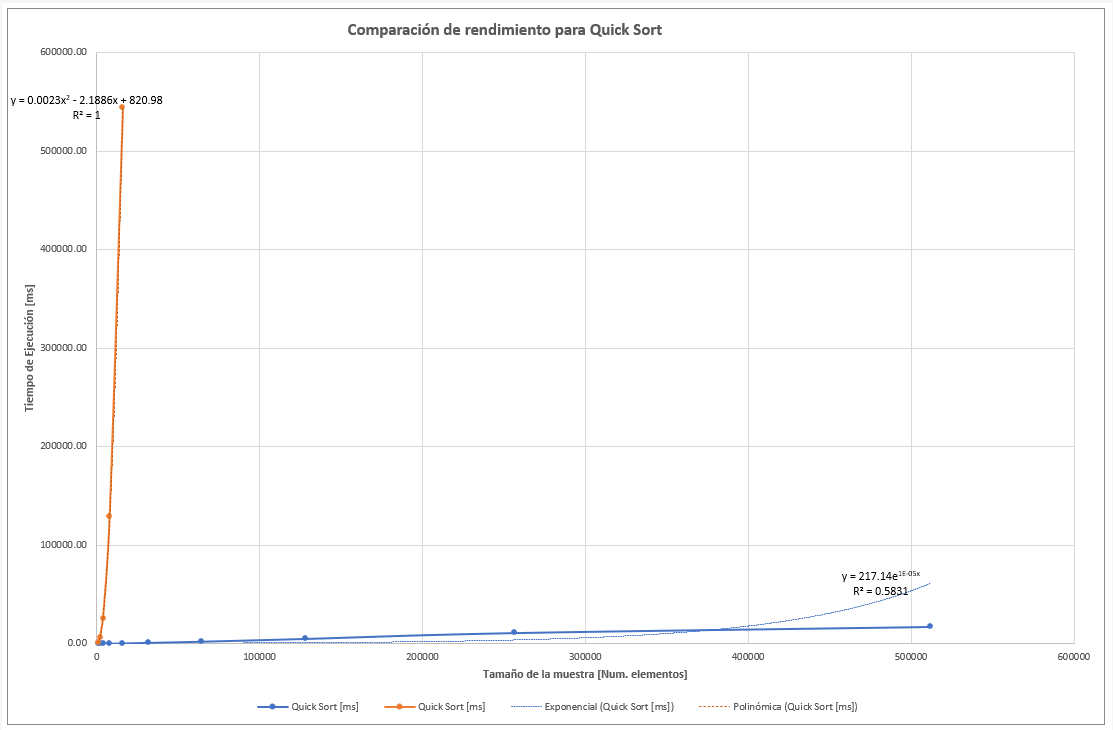 Comparación de rendimiento para Quick Sort
600000.00
y = 0.0023x² - 2.1886x + 820.98
R² = 1
500000.00
400000.00
300000.00
200000.00
100000.00
0.00
Tiempo de Ejecución [ms]
y = 217.14e^1E-05x
R² = 0.5831
0 100000 200000 300000 400000 500000 600000
Tamaño de la muestra [Num. elementos]
Quick Sort [ms] Quick Sort [ms] Exponencial (Quick Sort [ms]) Polinómica (Quick Sort [ms])